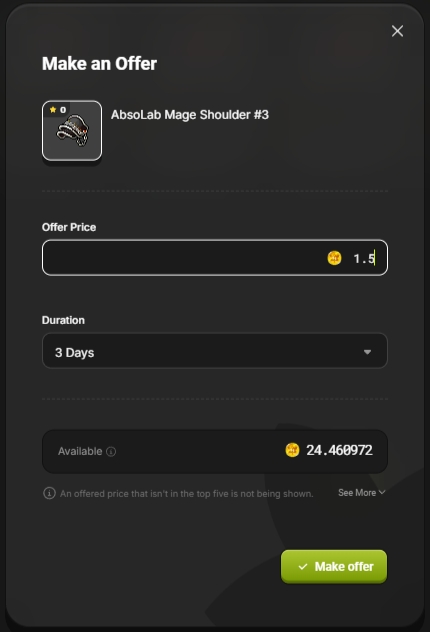 Make an Offer
0
AbsoLab Mage Shoulder #3
Offer Price
1.5
Duration
3 Days
Available
24.460972
An offered price that isn't in the top five is not being shown.
See More
Make offer